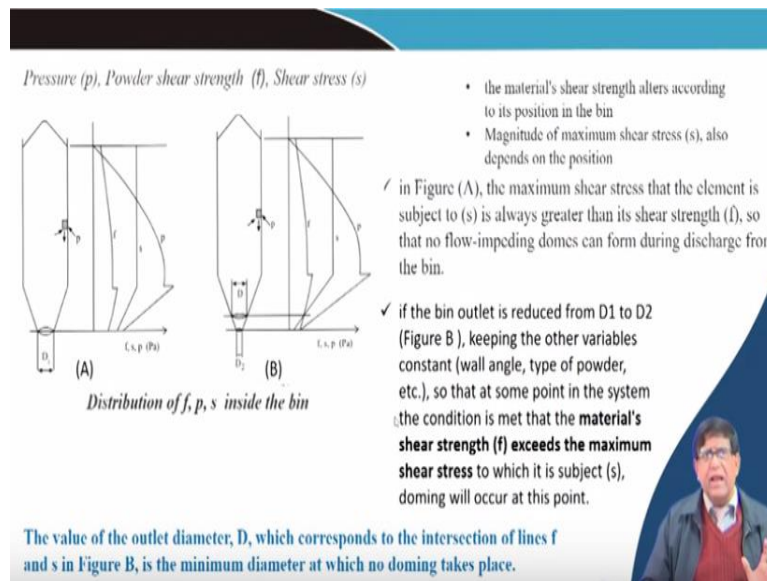 Pressure (p), Powder shear strength (f), Shear stress (s)
• the material's shear strength alters according
to its position in the bin
• Magnitude of maximum shear stress (s), also
depends on the position
✓ in Figure (A), the maximum shear stress that the element is
subject to (s) is always greater than its shear strength (f), so
that no flow-impeding domes can form during discharge from
the bin.
✓ if the bin outlet is reduced from D1 to D2
(Figure B ), keeping the other variables
constant (wall angle, type of powder,
etc.), so that at some point in the system
the condition is met that the material's
shear strength (f) exceeds the maximum
shear stress to which it is subject (s),
doming will occur at this point.
p
f
s
p
f, s, p (Pa)
D1
(A)
p
D
f
s
p
f, s, p (Pa)
D2
(B)
Distribution of f, p, s inside the bin
The value of the outlet diameter, D, which corresponds to the intersection of lines f
and s in Figure B, is the minimum diameter at which no doming takes place.